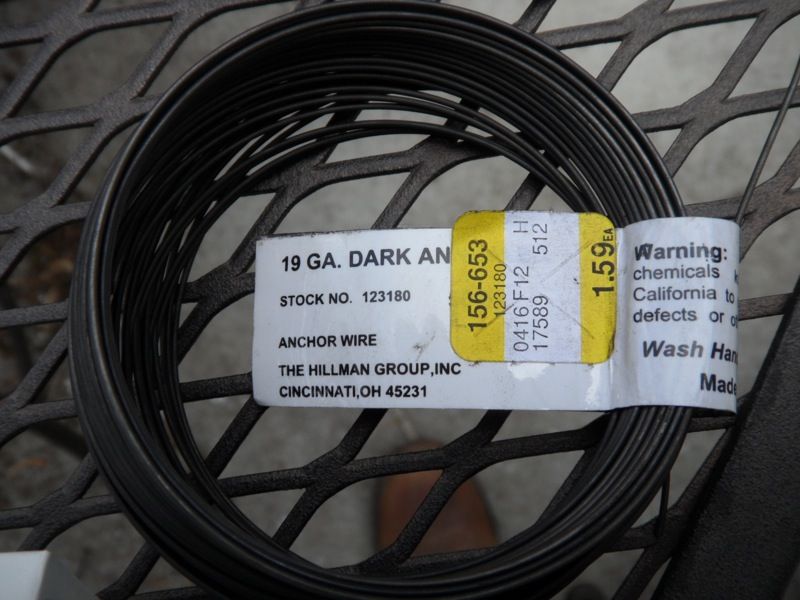 19 GA. DARK AN
STOCK NO. 123180
ANCHOR WIRE
THE HILLMAN GROUP,INC
CINCINNATI,OH 45231
156-653
123180
0416 F12 H
17589 512
1.59 EA
Warning:
chemicals
California to
defects or
Wash Han
Made